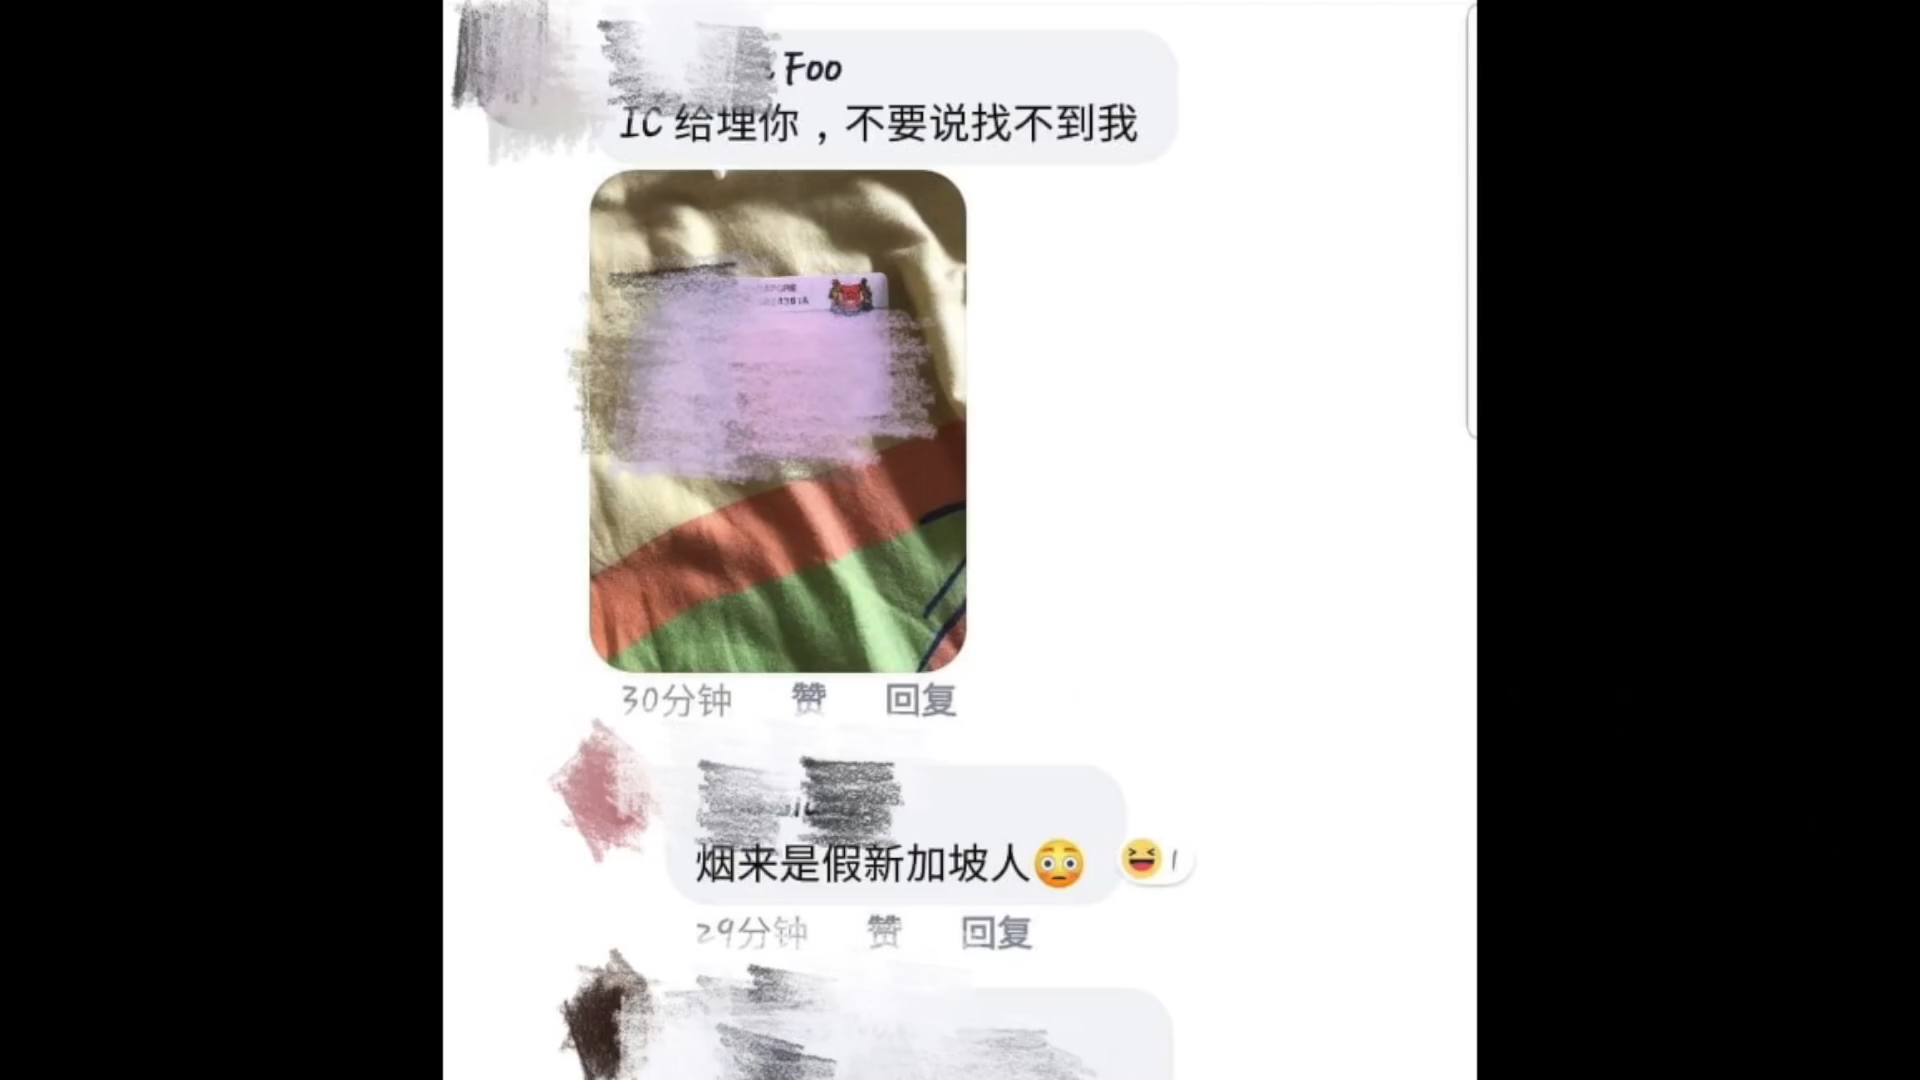 Foo
IC 给埋你，不要说找不到我
30分钟 赞 回复
烟来是假新加坡人😳
😆 1
29分钟 赞 回复